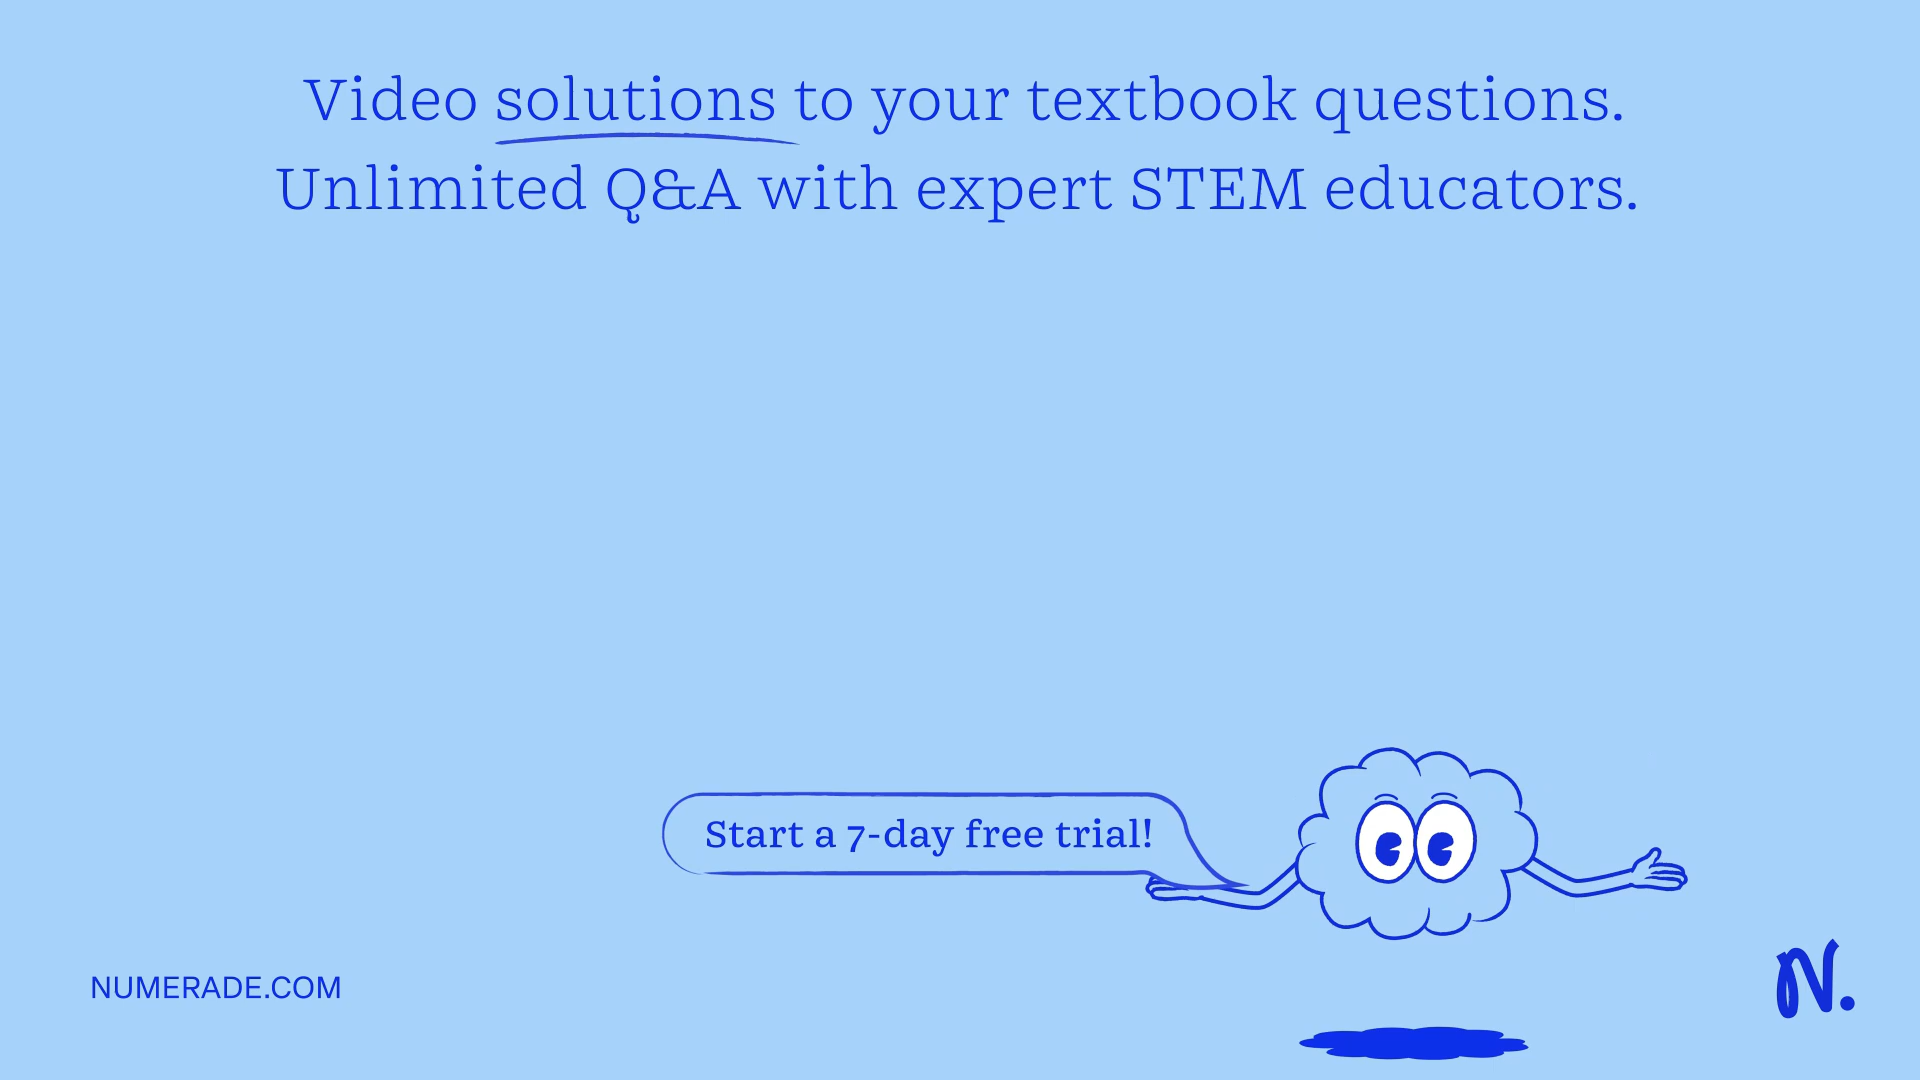 Video solutions to your textbook questions.
Unlimited Q&A with expert STEM educators.
Start a 7-day free trial!
NUMERADE.COM
N.